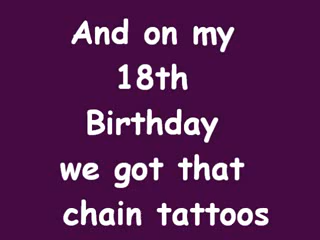 And on my
18th
Birthday
we got that
chain tattoos